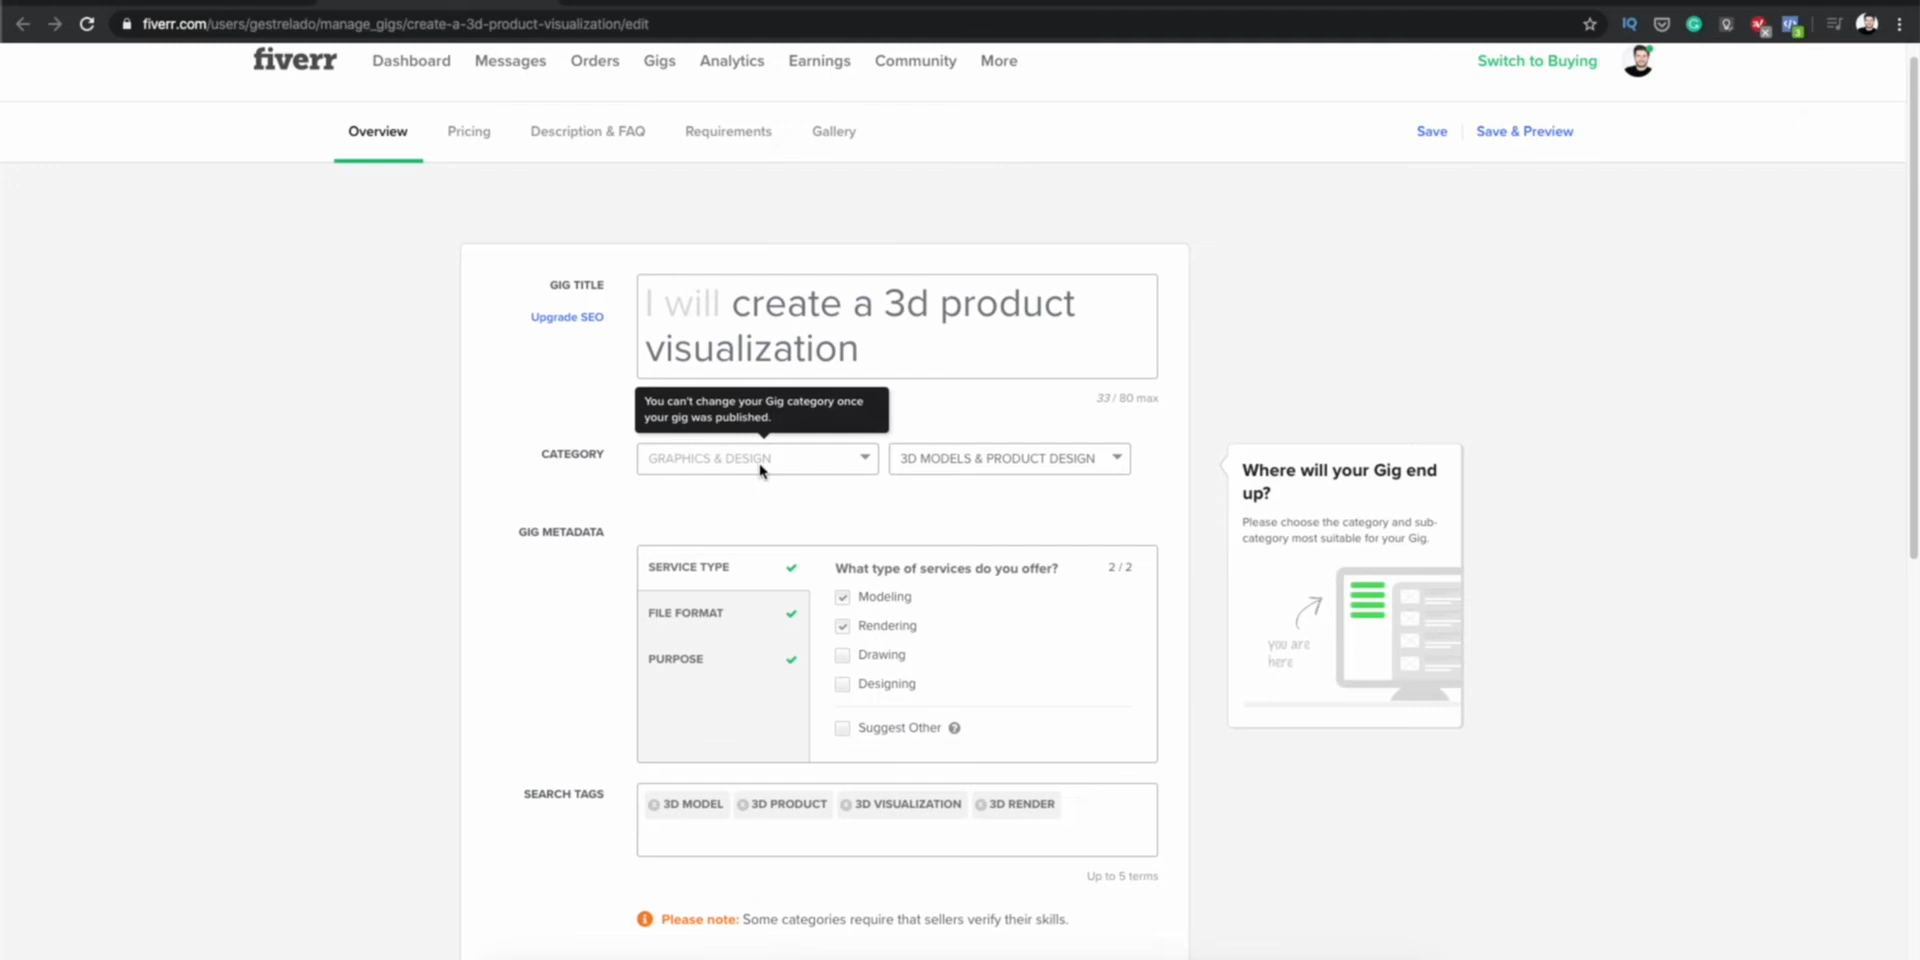 fiverr.com/users/gestrelado/manage_gigs/create-a-3d-product-visualization/edit
fiverr Dashboard Messages Orders Gigs Analytics Earnings Community More Switch to Buying
Overview Pricing Description & FAQ Requirements Gallery Save Save & Preview
GIG TITLE
Upgrade SEO
I will create a 3d product
visualization
33 / 80 max
You can't change your Gig category once
your gig was published.
CATEGORY
GRAPHICS & DESIGN
3D MODELS & PRODUCT DESIGN
Where will your Gig end
up?
Please choose the category and sub-
category most suitable for your Gig.
you are
here
GIG METADATA
SERVICE TYPE
FILE FORMAT
PURPOSE
What type of services do you offer? 2 / 2
Modeling
Rendering
Drawing
Designing
Suggest Other ?
SEARCH TAGS
3D MODEL 3D PRODUCT 3D VISUALIZATION 3D RENDER
Up to 5 terms
Please note: Some categories require that sellers verify their skills.